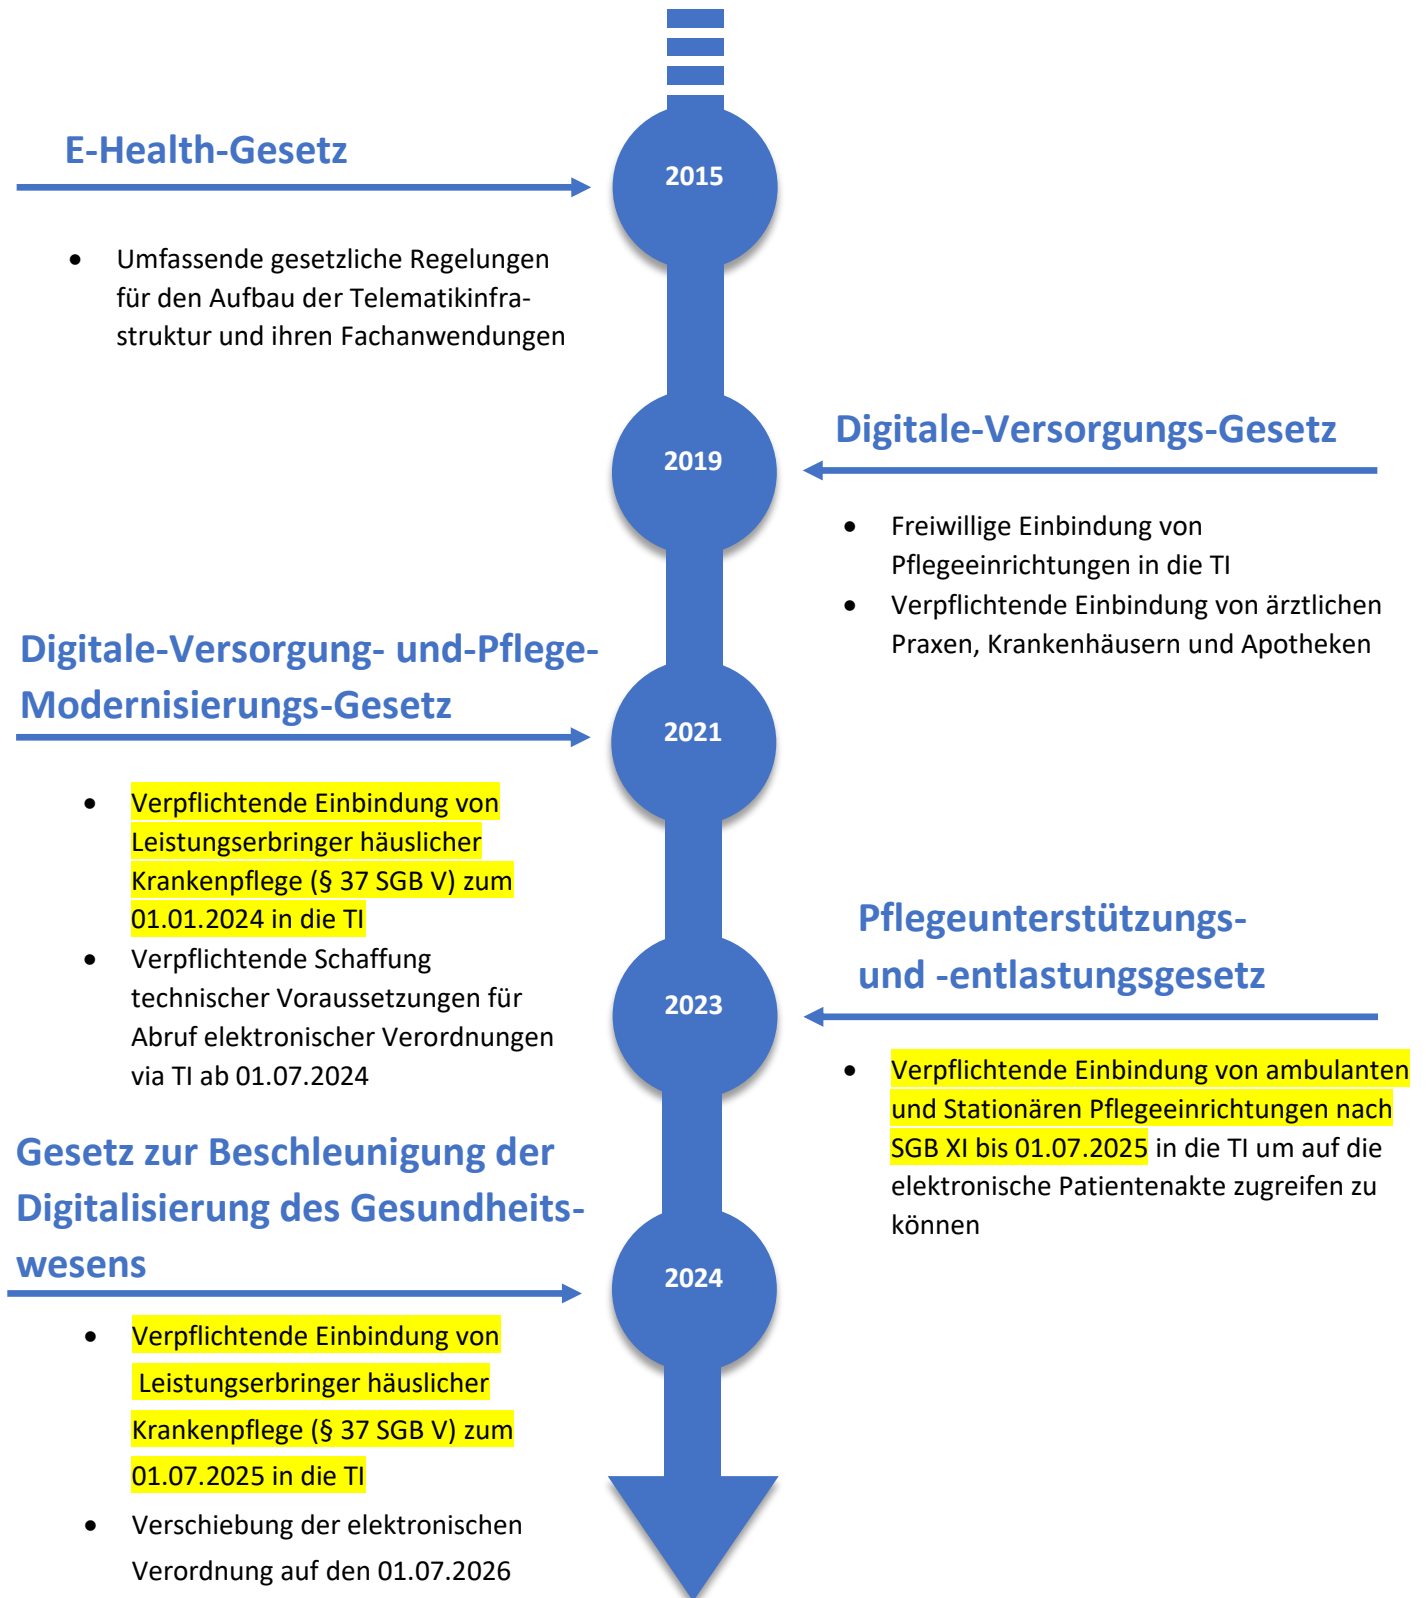 E-Health-Gesetz
2015
• Umfassende gesetzliche Regelungen
für den Aufbau der Telematikinfra-
struktur und ihren Fachanwendungen
Digitale-Versorgungs-Gesetz
2019
• Freiwillige Einbindung von
Pflegeeinrichtungen in die TI
• Verpflichtende Einbindung von ärztlichen
Praxen, Krankenhäusern und Apotheken
Digitale-Versorgung- und-Pflege-
Modernisierungs-Gesetz
2021
• Verpflichtende Einbindung von
Leistungserbringer häuslicher
Krankenpflege (§ 37 SGB V) zum
01.01.2024 in die TI
• Verpflichtende Schaffung
technischer Voraussetzungen für
Abruf elektronischer Verordnungen
via TI ab 01.07.2024
Pflegeunterstützungs-
und -entlastungsgesetz
2023
• Verpflichtende Einbindung von ambulanten
und Stationären Pflegeeinrichtungen nach
SGB XI bis 01.07.2025 in die TI um auf die
elektronische Patientenakte zugreifen zu
können
Gesetz zur Beschleunigung der
Digitalisierung des Gesundheits-
wesens
2024
• Verpflichtende Einbindung von
Leistungserbringer häuslicher
Krankenpflege (§ 37 SGB V) zum
01.07.2025 in die TI
• Verschiebung der elektronischen
Verordnung auf den 01.07.2026